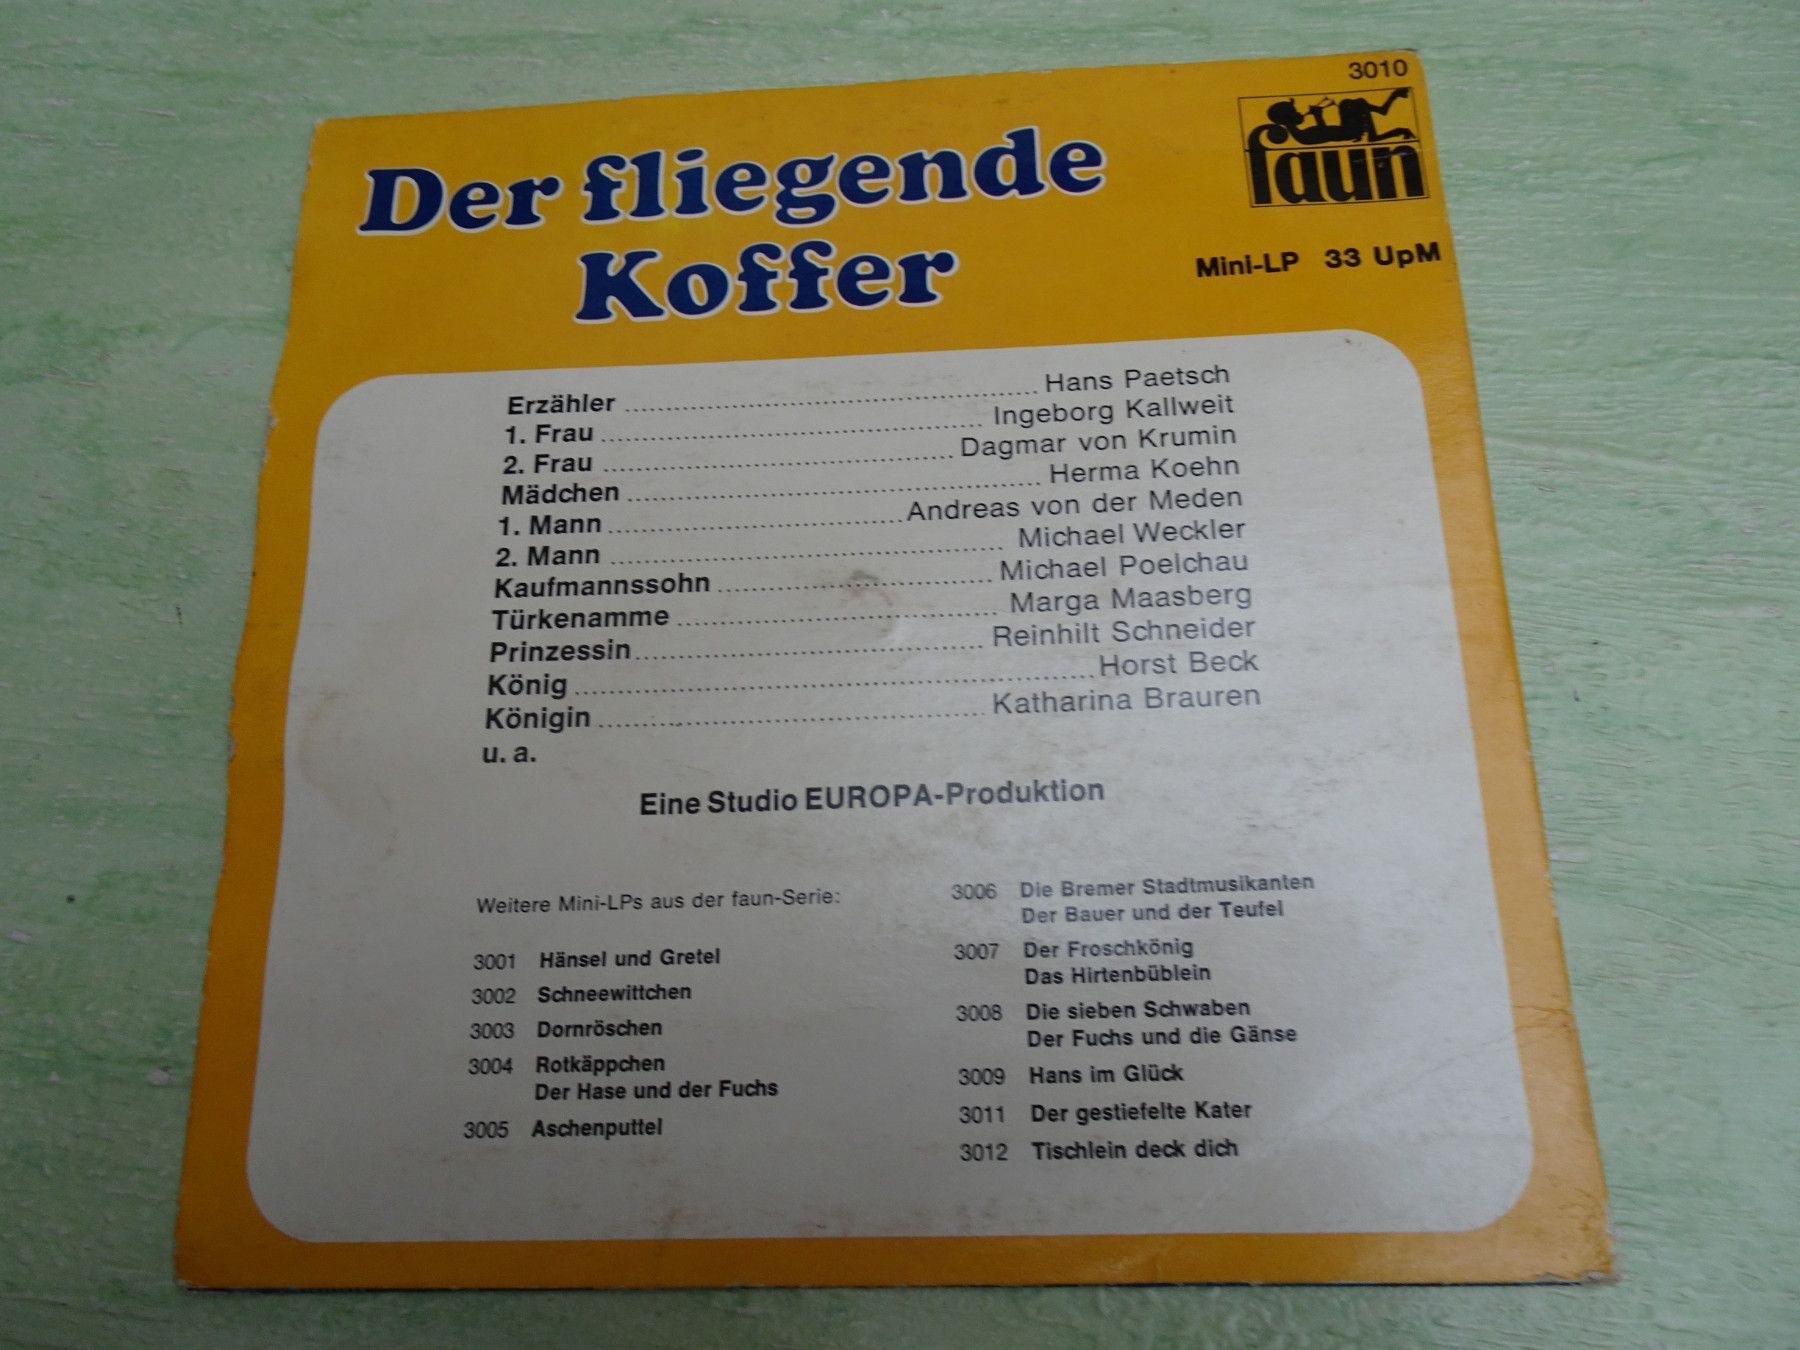 3010
faun
Der fliegende
Koffer
Mini-LP 33 UpM
Erzähler ........ Hans Paetsch
1. Frau ........ Ingeborg Kallweit
2. Frau ........ Dagmar von Krumin
Mädchen ........ Herma Koehn
1. Mann ........ Andreas von der Meden
2. Mann ........ Michael Weckler
Kaufmannssohn ........ Michael Poelchau
Türkenamme ........ Marga Maasberg
Prinzessin ........ Reinhilt Schneider
König ........ Horst Beck
Königin ........ Katharina Brauren
u. a.
Eine Studio EUROPA-Produktion
Weitere Mini-LPs aus der faun-Serie:
3001 Hänsel und Gretel
3002 Schneewittchen
3003 Dornröschen
3004 Rotkäppchen
Der Hase und der Fuchs
3005 Aschenputtel
3006 Die Bremer Stadtmusikanten
Der Bauer und der Teufel
3007 Der Froschkönig
Das Hirtenbüblein
3008 Die sieben Schwaben
Der Fuchs und die Gänse
3009 Hans im Glück
3011 Der gestiefelte Kater
3012 Tischlein deck dich